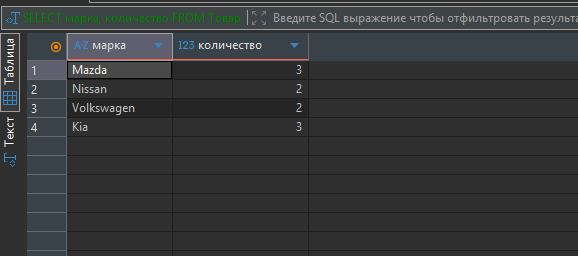 SELECT марка, количество FROM Товар Введите SQL выражение чтобы отфильтровать результа
Таблица
Текст
A-Z марка 123 количество
1 Mazda 3
2 Nissan 2
3 Volkswagen 2
4 Kia 3